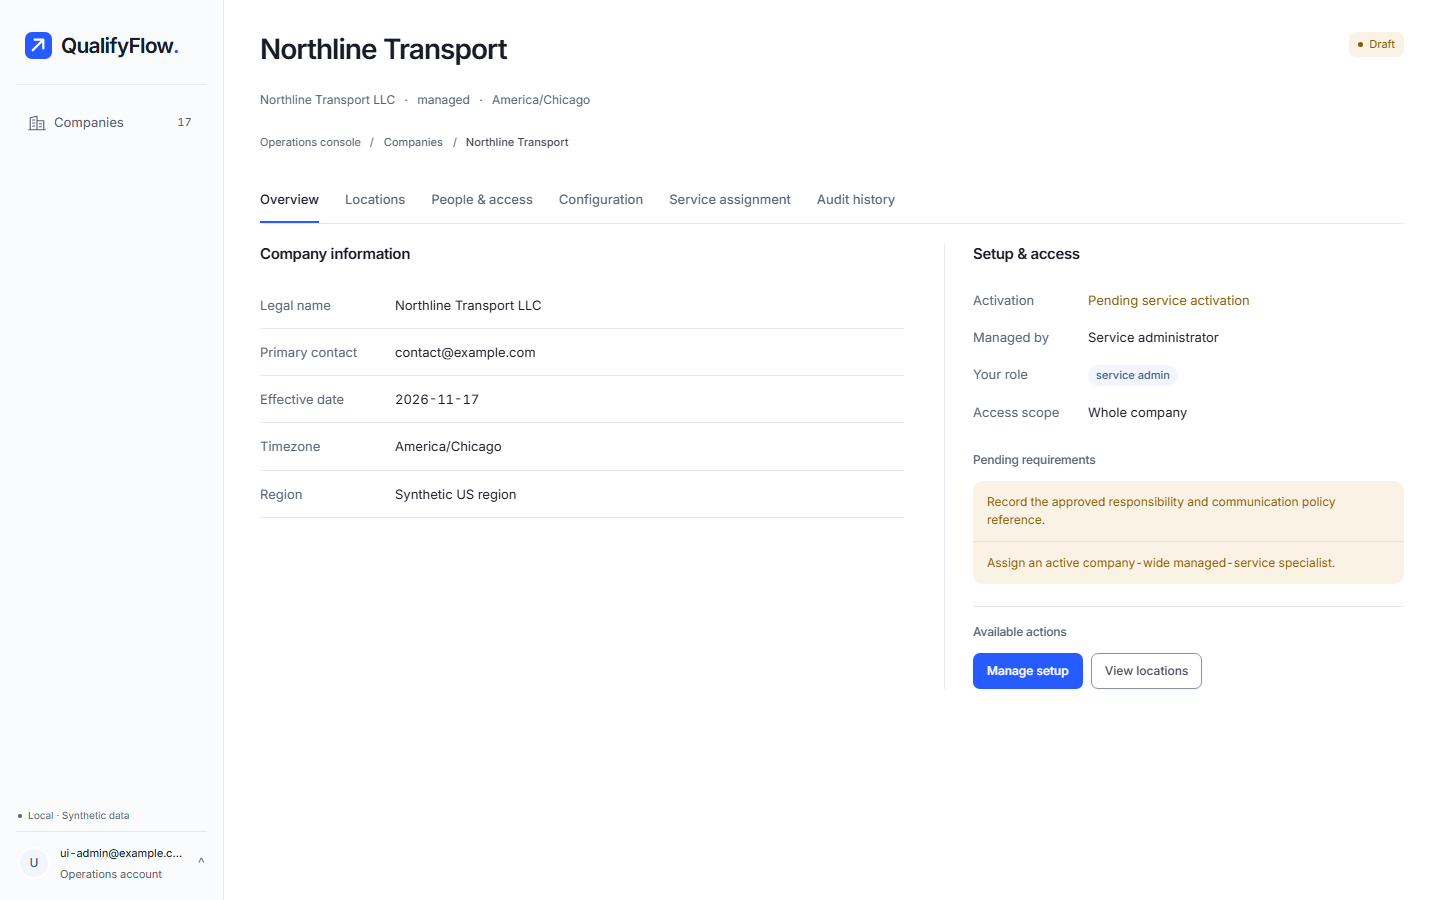 QualifyFlow.
Companies 17
Local · Synthetic data
U
ui-admin@example.c...
Operations account
^
Northline Transport
Draft
Northline Transport LLC · managed · America/Chicago
Operations console / Companies / Northline Transport
Overview Locations People & access Configuration Service assignment Audit history
Company information
Legal name Northline Transport LLC
Primary contact contact@example.com
Effective date 2026-11-17
Timezone America/Chicago
Region Synthetic US region
Setup & access
Activation Pending service activation
Managed by Service administrator
Your role service admin
Access scope Whole company
Pending requirements
Record the approved responsibility and communication policy
reference.
Assign an active company-wide managed-service specialist.
Available actions
Manage setup View locations